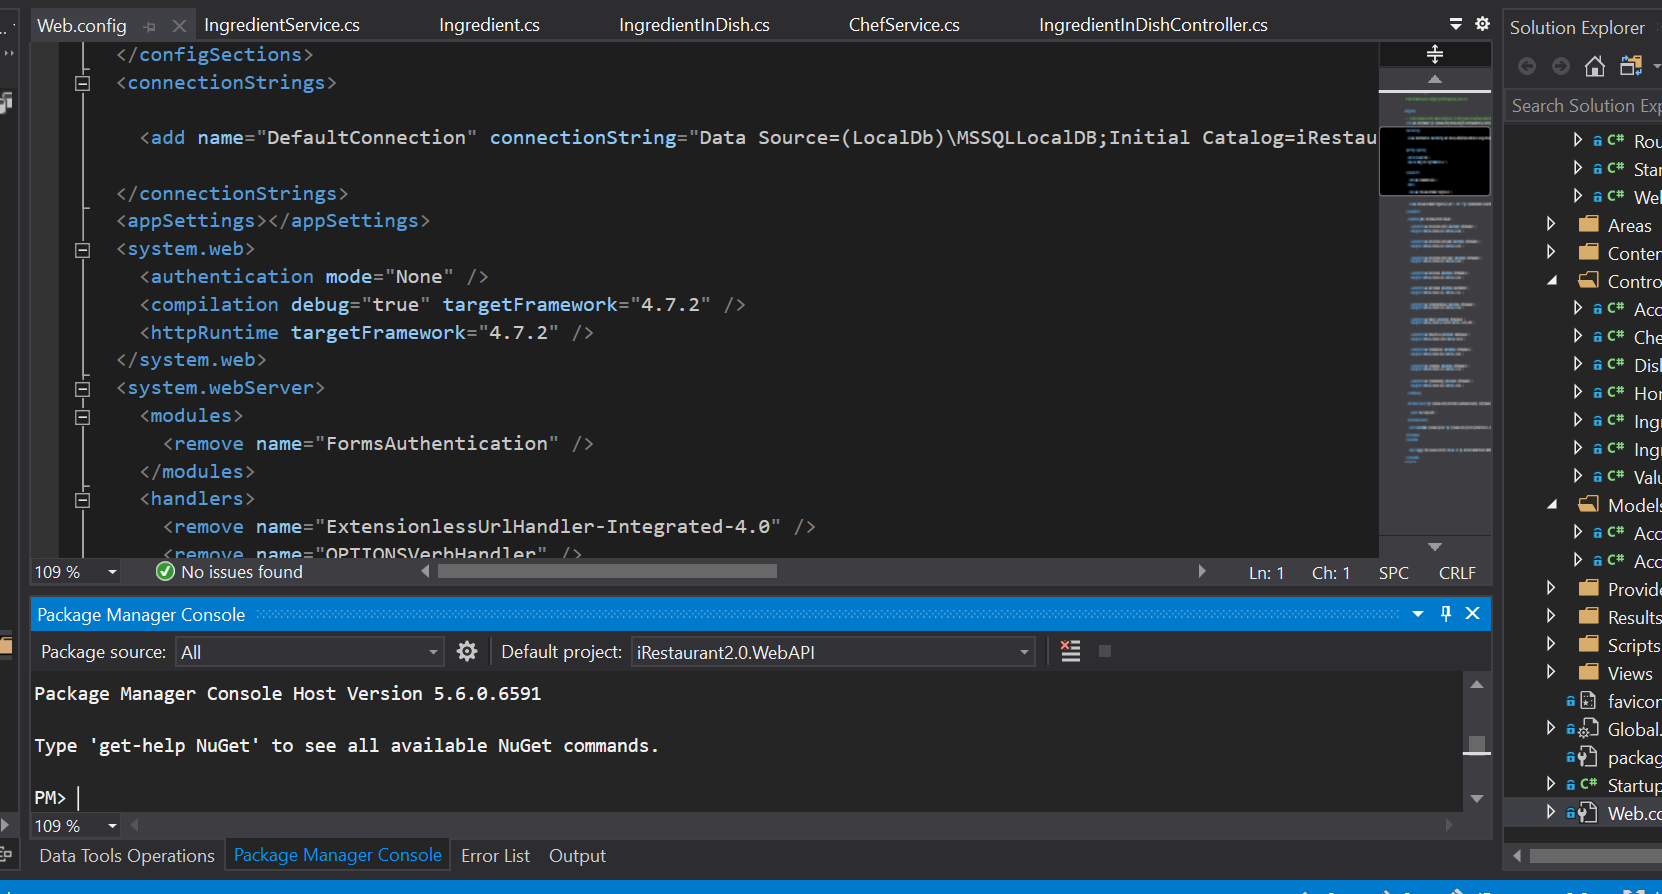 Web.config
IngredientService.cs
Ingredient.cs
IngredientInDish.cs
ChefService.cs
IngredientInDishController.cs
</configSections>
<connectionStrings>
<add name="DefaultConnection" connectionString="Data Source=(LocalDb)\MSSQLLocalDB;Initial Catalog=iRestau
</connectionStrings>
<appSettings></appSettings>
<system.web>
<authentication mode="None" />
<compilation debug="true" targetFramework="4.7.2" />
<httpRuntime targetFramework="4.7.2" />
</system.web>
<system.webServer>
<modules>
<remove name="FormsAuthentication" />
</modules>
<handlers>
<remove name="ExtensionlessUrlHandler-Integrated-4.0" />
<remove name="OPTIONSVerbHandler" />
109 %
No issues found
Ln: 1 Ch: 1 SPC CRLF
Package Manager Console
Package source: All
Default project: iRestaurant2.0.WebAPI
Package Manager Console Host Version 5.6.0.6591
Type 'get-help NuGet' to see all available NuGet commands.
PM>
109 %
Data Tools Operations
Package Manager Console
Error List
Output
Solution Explorer
Search Solution Exp
C# Rou
C# Star
C# Wel
Areas
Conter
Contro
C# Acc
C# Che
C# Disl
C# Hor
C# Ingr
C# Ingr
C# Valu
Models
C# Acc
C# Acc
Provide
Results
Scripts
Views
favicor
Global.
packag
C# Startup
Web.co